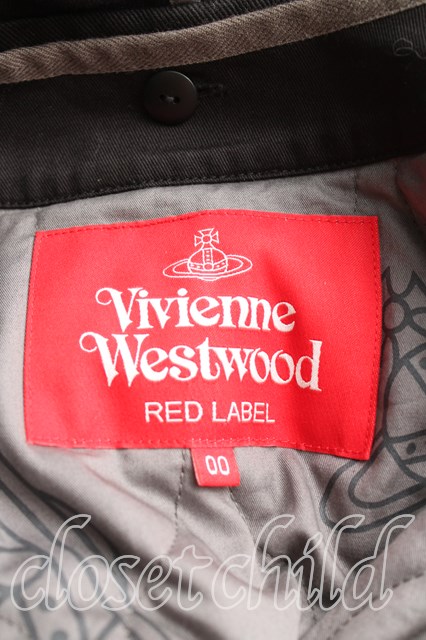 Vivienne
Westwood
RED LABEL
00
closet child